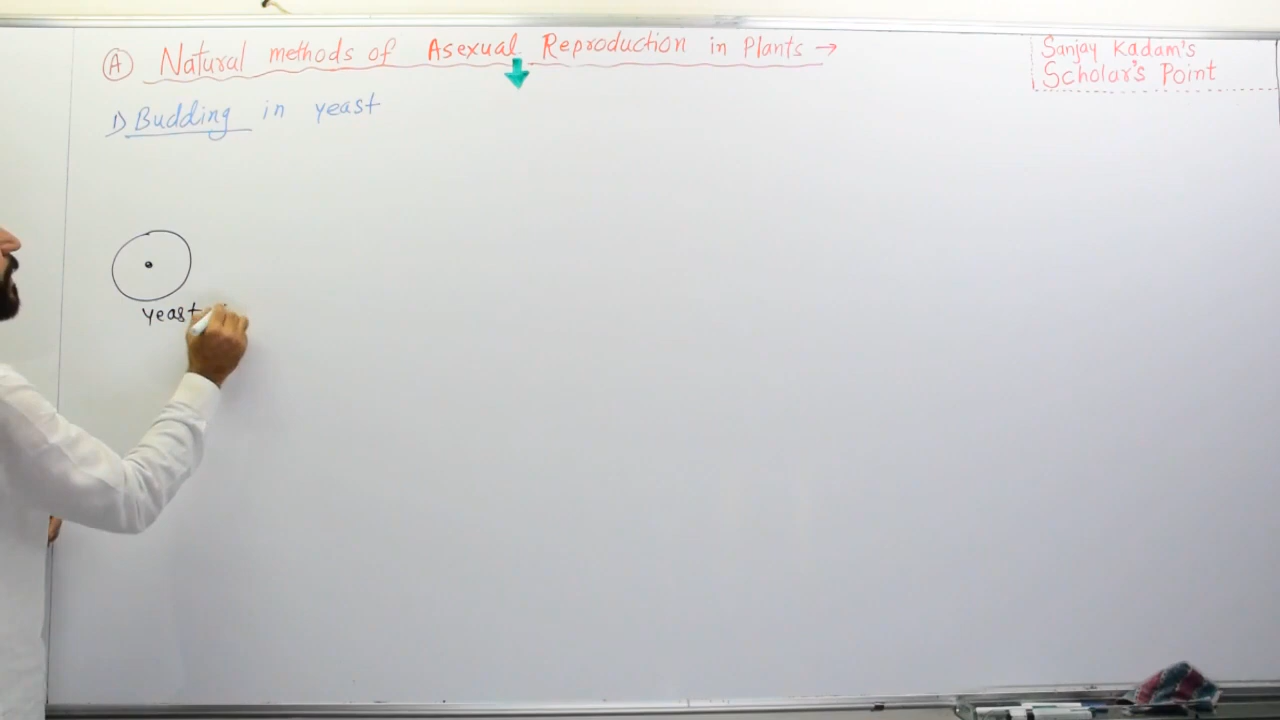 Ⓐ Natural methods of Asexual Reproduction in Plants →
Sanjay Kadam's
Scholar's Point
1) Budding in yeast
yeast